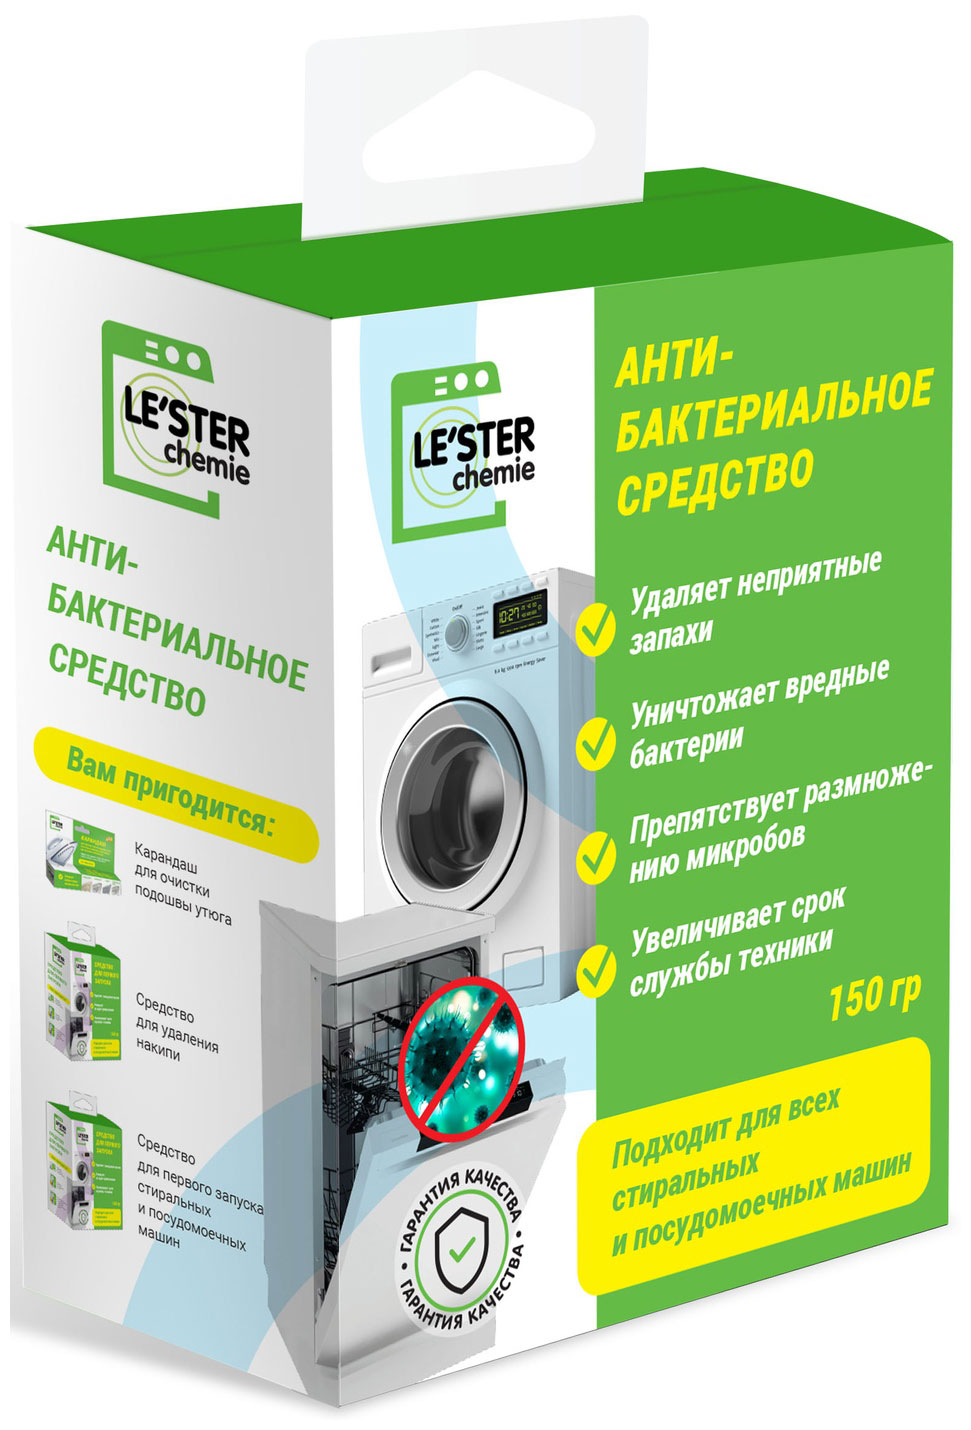 LE'STER
chemie
АНТИ-
БАКТЕРИАЛЬНОЕ
СРЕДСТВО
Вам пригодится:
Карандаш
для очистки
подошвы утюга
Средство
для удаления
накипи
Средство
для первого запуска
стиральных
и посудомоечных
машин
LE'STER
chemie
10:27
ГАРАНТИЯ КАЧЕСТВА
ГАРАНТИЯ КАЧЕСТВА
АНТИ-
БАКТЕРИАЛЬНОЕ
СРЕДСТВО
Удаляет неприятные
запахи
Уничтожает вредные
бактерии
Препятствует размноже-
нию микробов
Увеличивает срок
службы техники
150 гр
Подходит для всех
стиральных
и посудомоечных машин